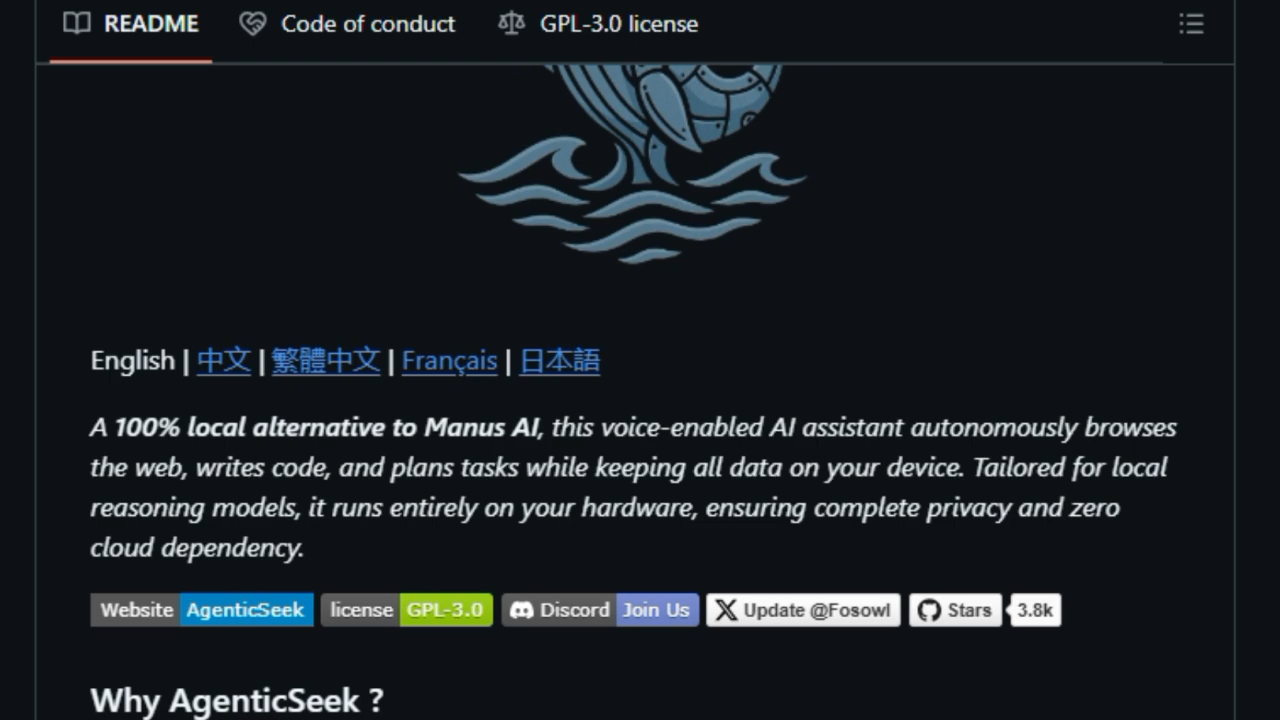 README Code of conduct GPL-3.0 license
English | 中文 | 繁體中文 | Français | 日本語
A 100% local alternative to Manus AI, this voice-enabled AI assistant autonomously browses
the web, writes code, and plans tasks while keeping all data on your device. Tailored for local
reasoning models, it runs entirely on your hardware, ensuring complete privacy and zero
cloud dependency.
Website AgenticSeek license GPL-3.0 Discord Join Us Update @Fosowl Stars 3.8k
Why AgenticSeek ?